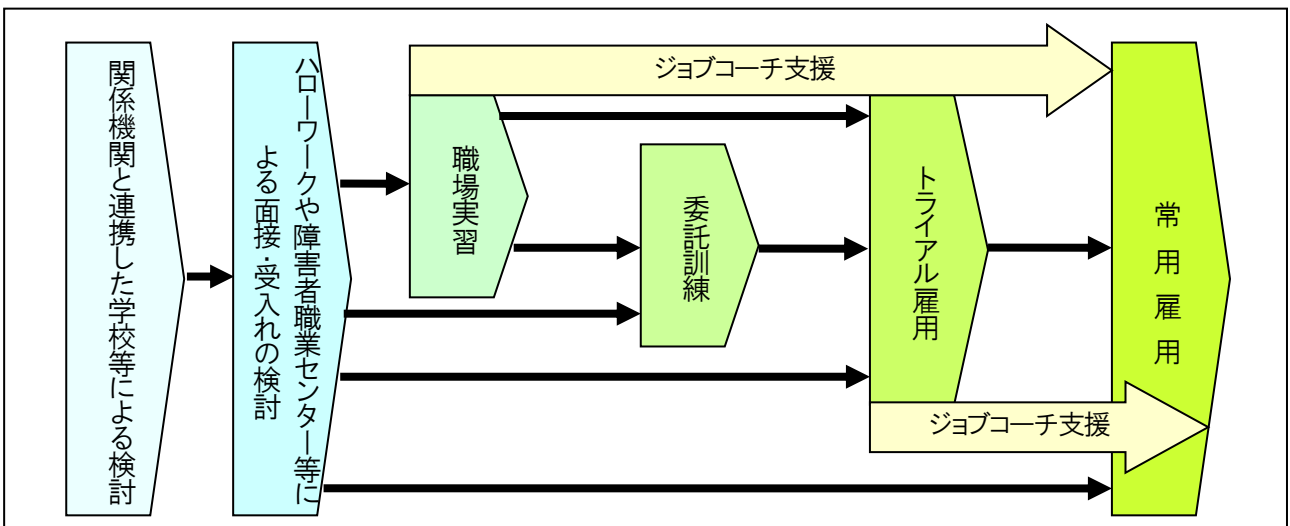 関係機関と連携した学校等による検討
ハローワークや障害者職業センター等に
よる面接・受入れの検討
ジョブコーチ支援
職場実習
委託訓練
トライアル雇用
ジョブコーチ支援
常用雇用